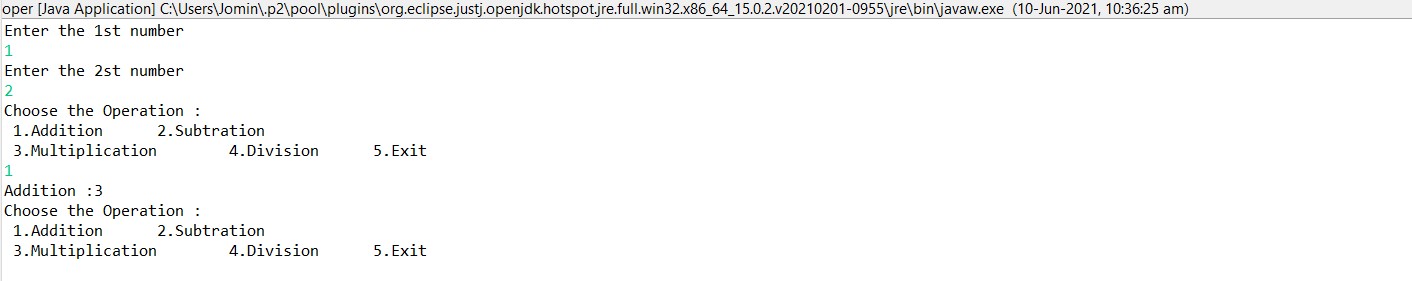 oper [Java Application] C:\Users\Jomin\.p2\pool\plugins\org.eclipse.justj.openjdk.hotspot.jre.full.win32.x86_64_15.0.2.v20210201-0955\jre\bin\javaw.exe  (10-Jun-2021, 10:36:25 am)
Enter the 1st number
1
Enter the 2st number
2
Choose the Operation :
 1.Addition      2.Subtration
 3.Multiplication        4.Division      5.Exit
1
Addition :3
Choose the Operation :
 1.Addition      2.Subtration
 3.Multiplication        4.Division      5.Exit